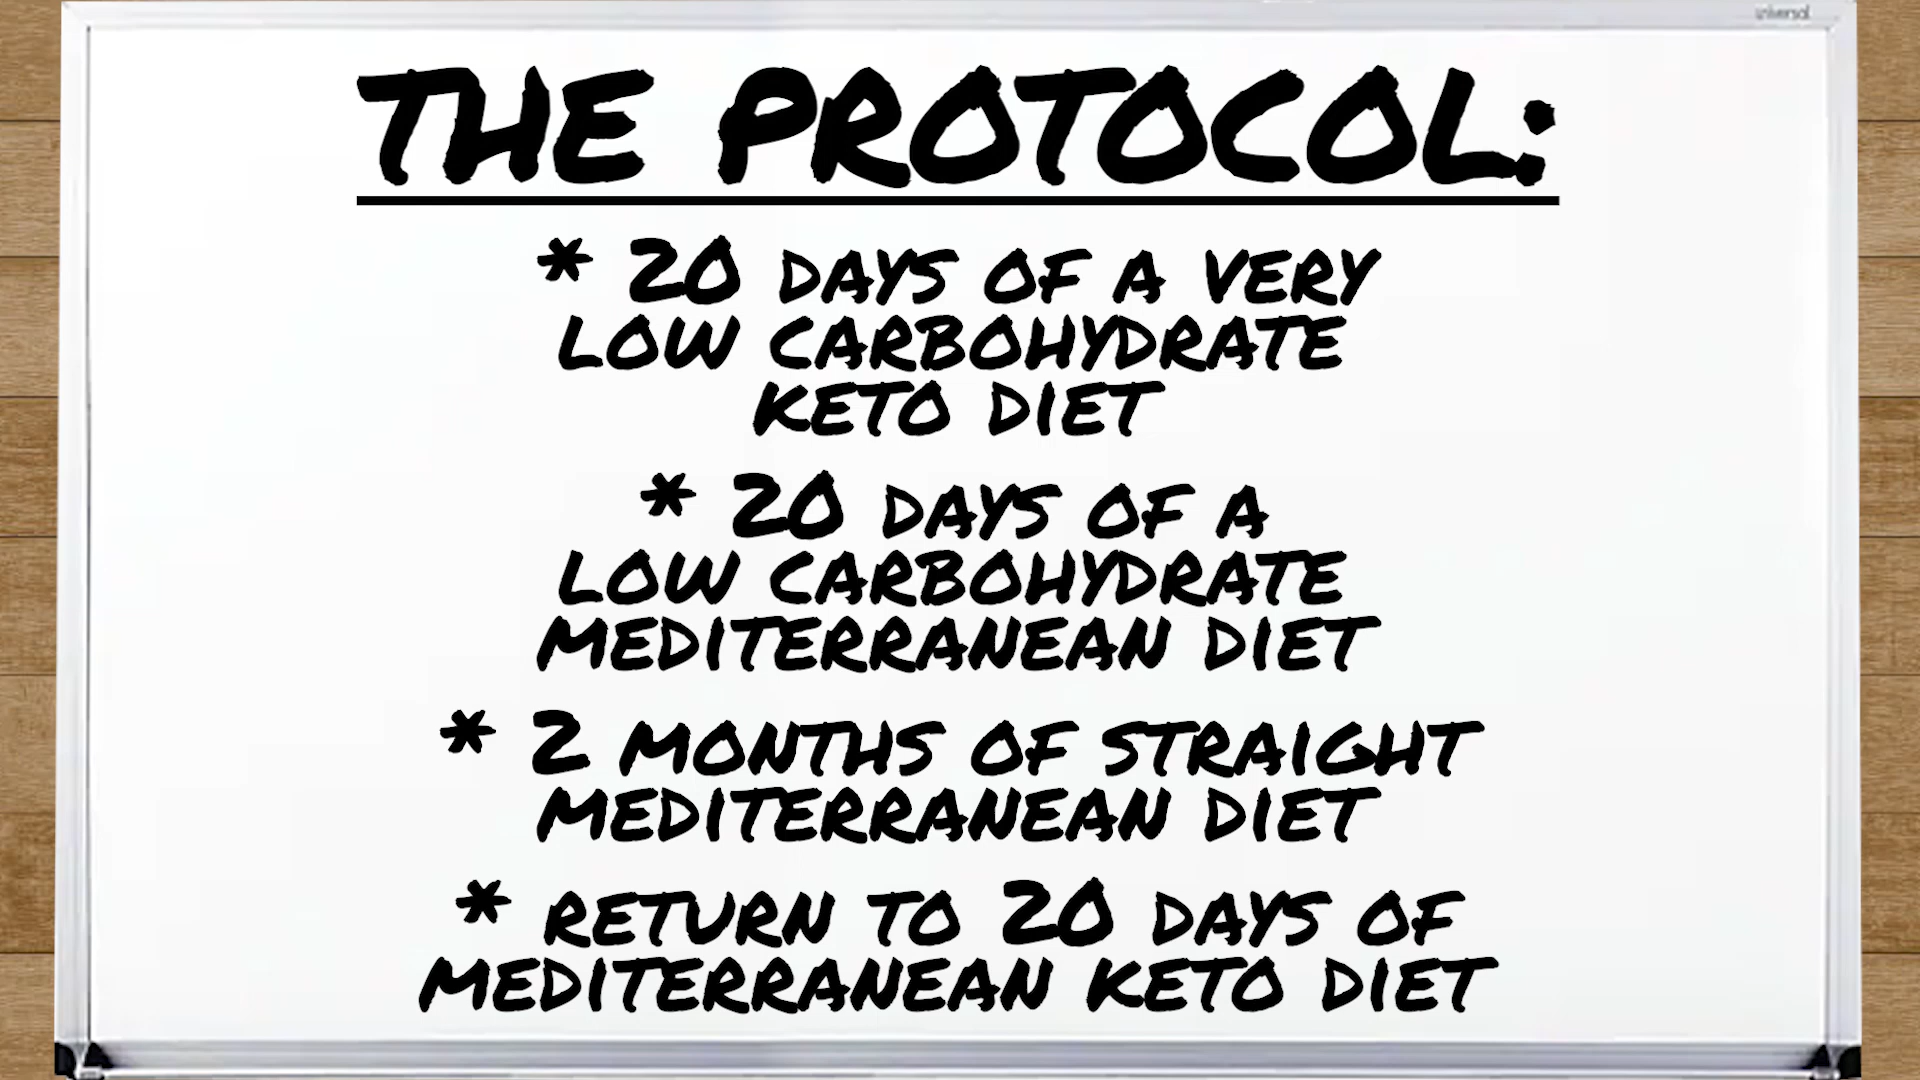 universal
THE PROTOCOL:
* 20 DAYS OF A VERY
LOW CARBOHYDRATE
KETO DIET
* 20 DAYS OF A
LOW CARBOHYDRATE
MEDITERRANEAN DIET
* 2 MONTHS OF STRAIGHT
MEDITERRANEAN DIET
* RETURN TO 20 DAYS OF
MEDITERRANEAN KETO DIET